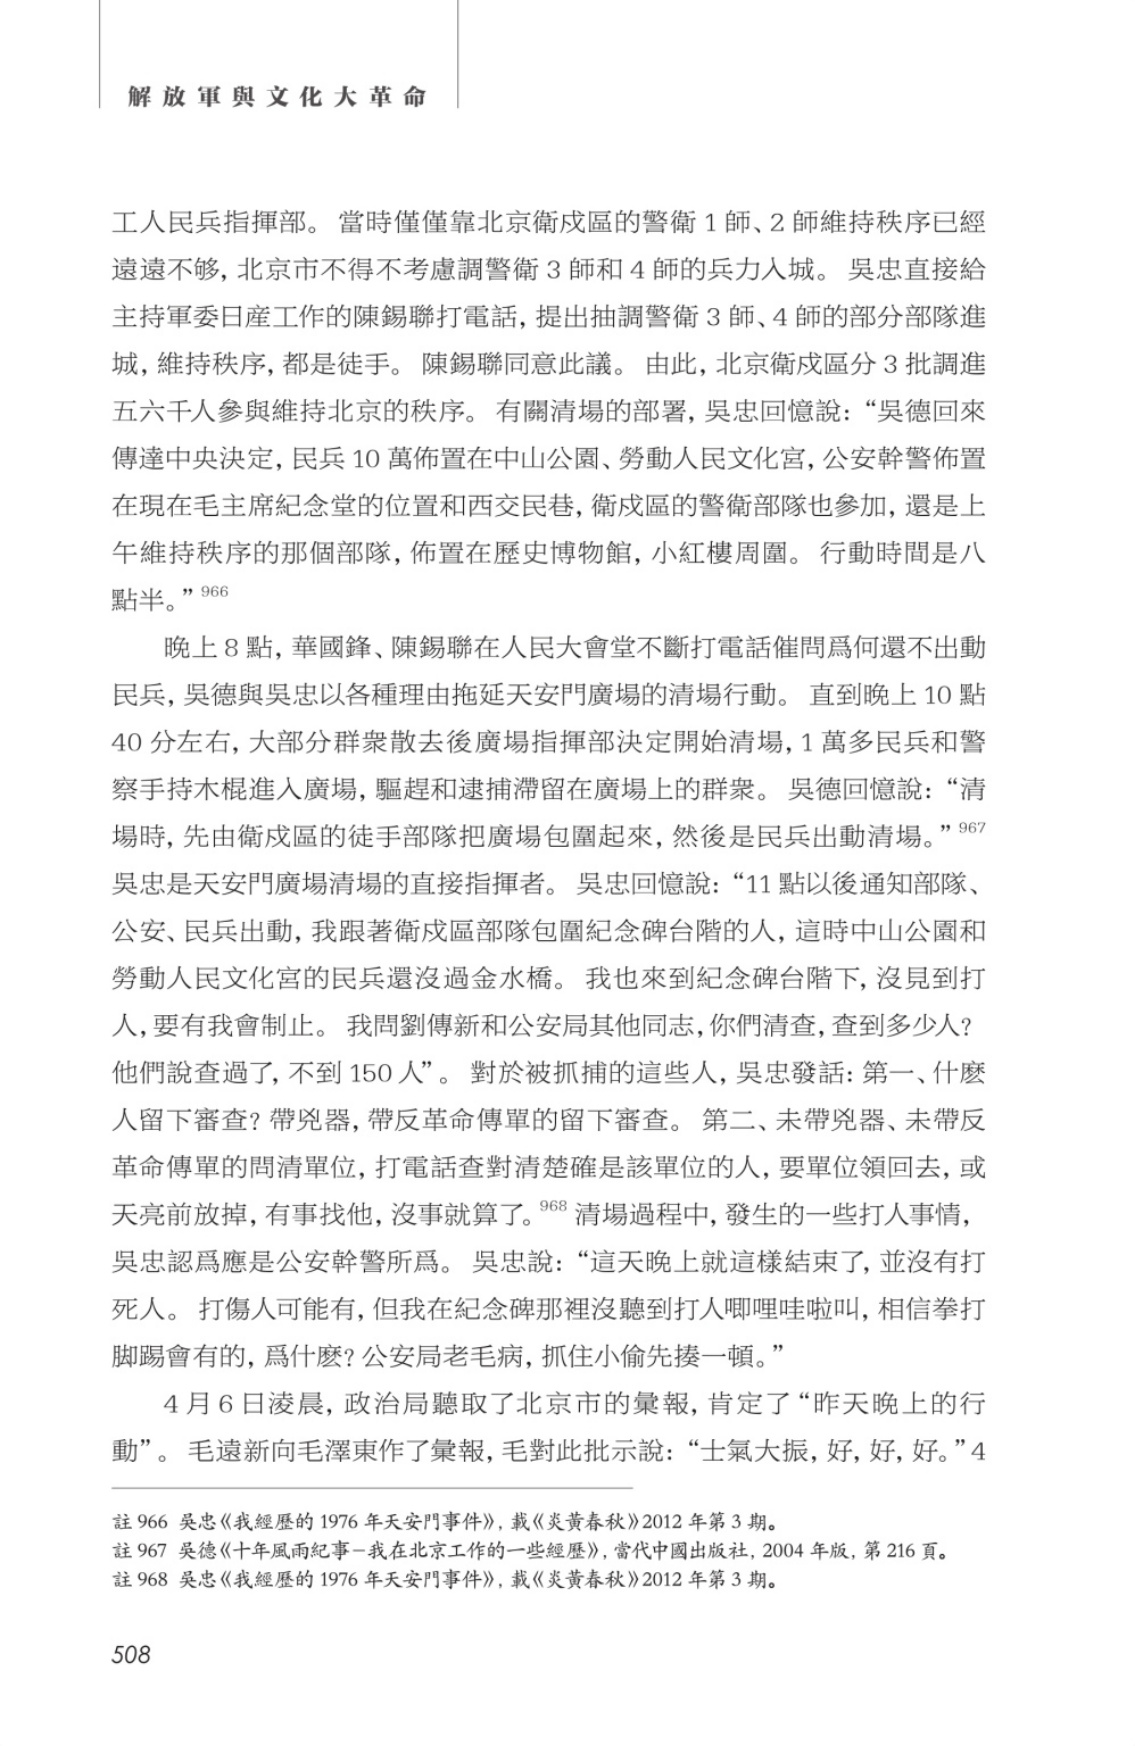 解放軍與文化大革命
工人民兵指揮部。 當時僅僅靠北京衛戍區的警衛 1 師、2 師維持秩序已經
遠遠不够, 北京市不得不考慮調警衛 3 師和 4 師的兵力入城。 吳忠直接給
主持軍委日産工作的陳錫聯打電話, 提出抽調警衛 3 師、4 師的部分部隊進
城, 維持秩序, 都是徒手。 陳錫聯同意此議。 由此, 北京衛戍區分 3 批調進
五六千人參與維持北京的秩序。 有關清場的部署, 吳忠回憶說: “吳德回來
傳達中央決定, 民兵 10 萬佈置在中山公園、勞動人民文化宮, 公安幹警佈置
在現在毛主席紀念堂的位置和西交民巷, 衛戍區的警衛部隊也參加, 還是上
午維持秩序的那個部隊, 佈置在歷史博物館, 小紅樓周圍。 行動時間是八
點半。” 966
晚上 8 點, 華國鋒、陳錫聯在人民大會堂不斷打電話催問爲何還不出動
民兵, 吳德與吳忠以各種理由拖延天安門廣場的清場行動。 直到晚上 10 點
40 分左右, 大部分群衆散去後廣場指揮部決定開始清場, 1 萬多民兵和警
察手持木棍進入廣場, 驅趕和逮捕滯留在廣場上的群衆。 吳德回憶說: “清
場時, 先由衛戍區的徒手部隊把廣場包圍起來, 然後是民兵出動清場。” 967
吳忠是天安門廣場清場的直接指揮者。 吳忠回憶說: “11 點以後通知部隊、
公安、民兵出動, 我跟著衛戍區部隊包圍紀念碑台階的人, 這時中山公園和
勞動人民文化宮的民兵還沒過金水橋。 我也來到紀念碑台階下, 沒見到打
人, 要有我會制止。 我問劉傳新和公安局其他同志, 你們清查, 查到多少人?
他們說查過了, 不到 150 人”。 對於被抓捕的這些人, 吳忠發話: 第一、什麽
人留下審查? 帶兇器, 帶反革命傳單的留下審查。 第二、未帶兇器、未帶反
革命傳單的問清單位, 打電話查對清楚確是該單位的人, 要單位領回去, 或
天亮前放掉, 有事找他, 沒事就算了。968 清場過程中, 發生的一些打人事情,
吳忠認爲應是公安幹警所爲。 吳忠說: “這天晚上就這樣結束了, 並沒有打
死人。 打傷人可能有, 但我在紀念碑那裡沒聽到打人唧哩哇啦叫, 相信拳打
脚踢會有的, 爲什麽? 公安局老毛病, 抓住小偷先揍一頓。”
4 月 6 日淩晨, 政治局聽取了北京市的彙報, 肯定了 “昨天晚上的行
動”。 毛遠新向毛澤東作了彙報, 毛對此批示說: “士氣大振, 好, 好, 好。” 4
註 966 吳忠《我經歷的 1976 年天安門事件》, 載《炎黃春秋》2012 年第 3 期。
註 967 吳德《十年風雨紀事–我在北京工作的一些經歷》, 當代中國出版社, 2004 年版, 第 216 頁。
註 968 吳忠《我經歷的 1976 年天安門事件》, 載《炎黃春秋》2012 年第 3 期。
508